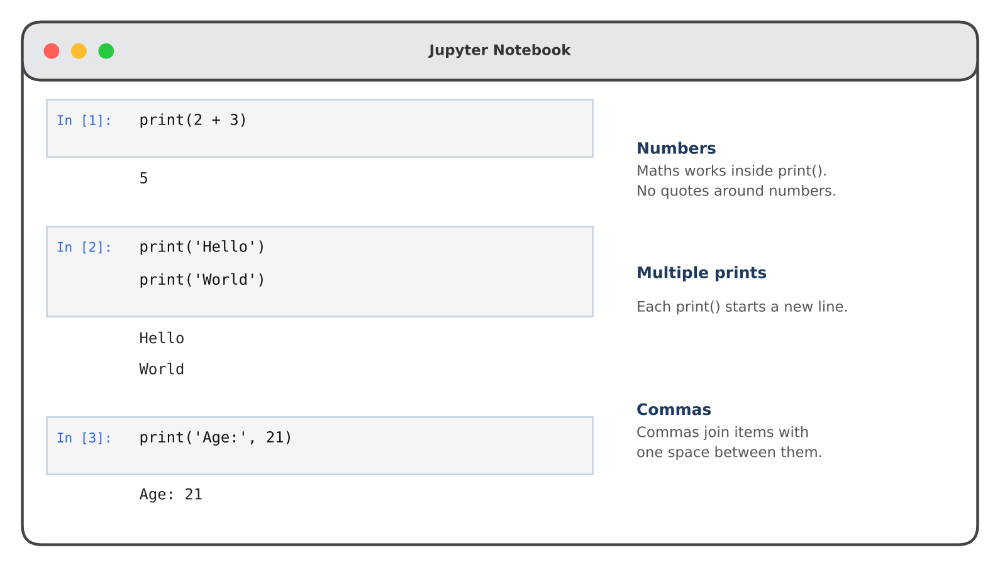 Jupyter Notebook
In [1]: print(2 + 3)
5
Numbers
Maths works inside print().
No quotes around numbers.
In [2]: print('Hello')
print('World')
Hello
World
Multiple prints
Each print() starts a new line.
In [3]: print('Age:', 21)
Age: 21
Commas
Commas join items with
one space between them.